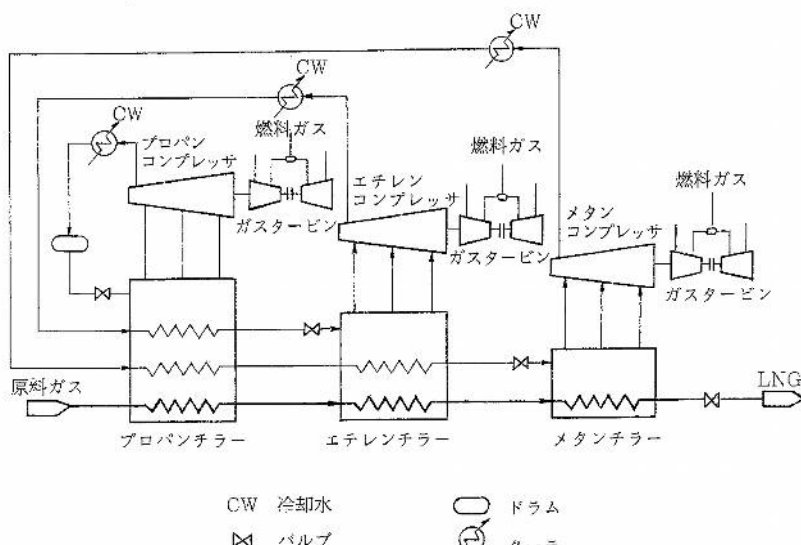 CW
CW
燃料ガス
CW
プロパン
コンプレッサ
エチレン
コンプレッサ
燃料ガス
燃料ガス
メタン
コンプレッサ
ガスタービン
ガスタービン
ガスタービン
原料ガス
LNG
プロパンチラー
エチレンチラー
メタンチラー
CW 冷却水
ドラム
バルブ